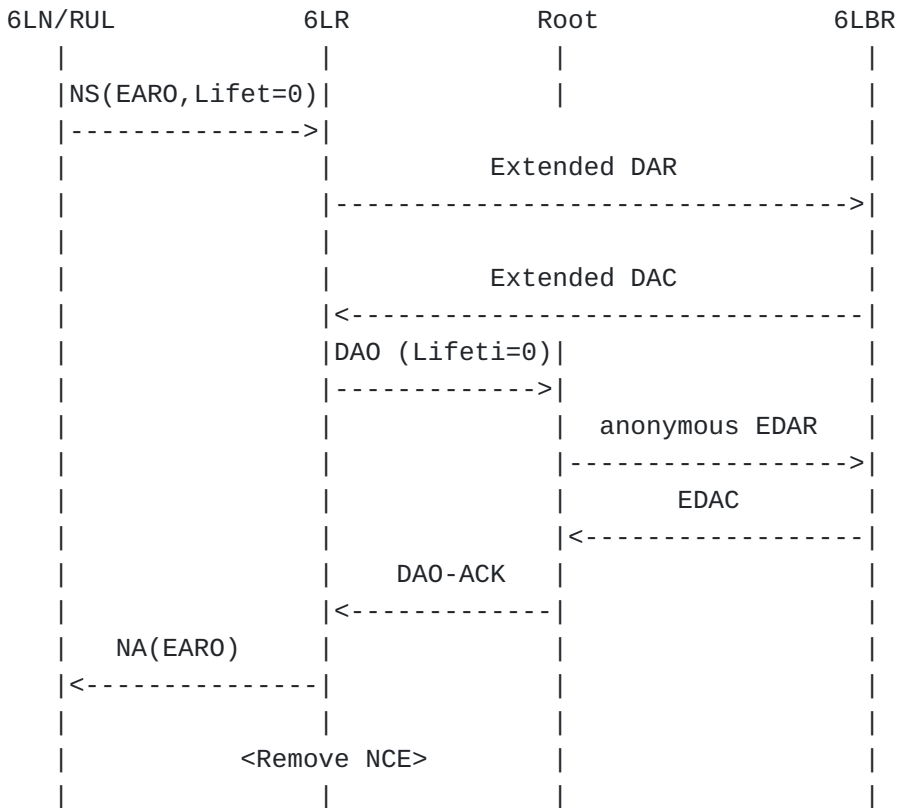 6LN/RUL 6LR Root 6LBR
NS(EARO,Lifet=0)
Extended DAR
Extended DAC
DAO (Lifeti=0)
anonymous EDAR
EDAC
DAO-ACK
NA(EARO)
<Remove NCE>